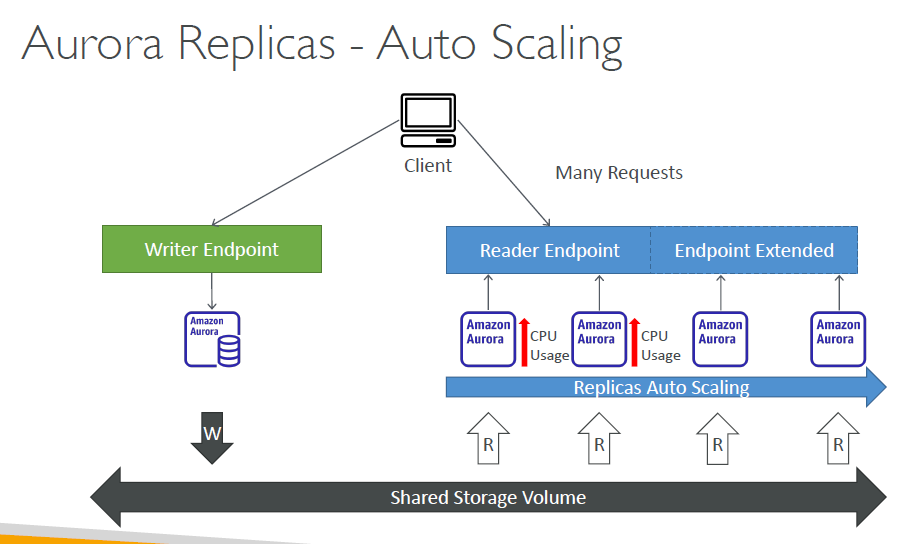 Aurora Replicas - Auto Scaling
Client
Many Requests
Writer Endpoint
Reader Endpoint
Endpoint Extended
Amazon
Aurora
Amazon
Aurora
CPU
Usage
Amazon
Aurora
CPU
Usage
Amazon
Aurora
Amazon
Aurora
Replicas Auto Scaling
W
R
R
R
R
Shared Storage Volume